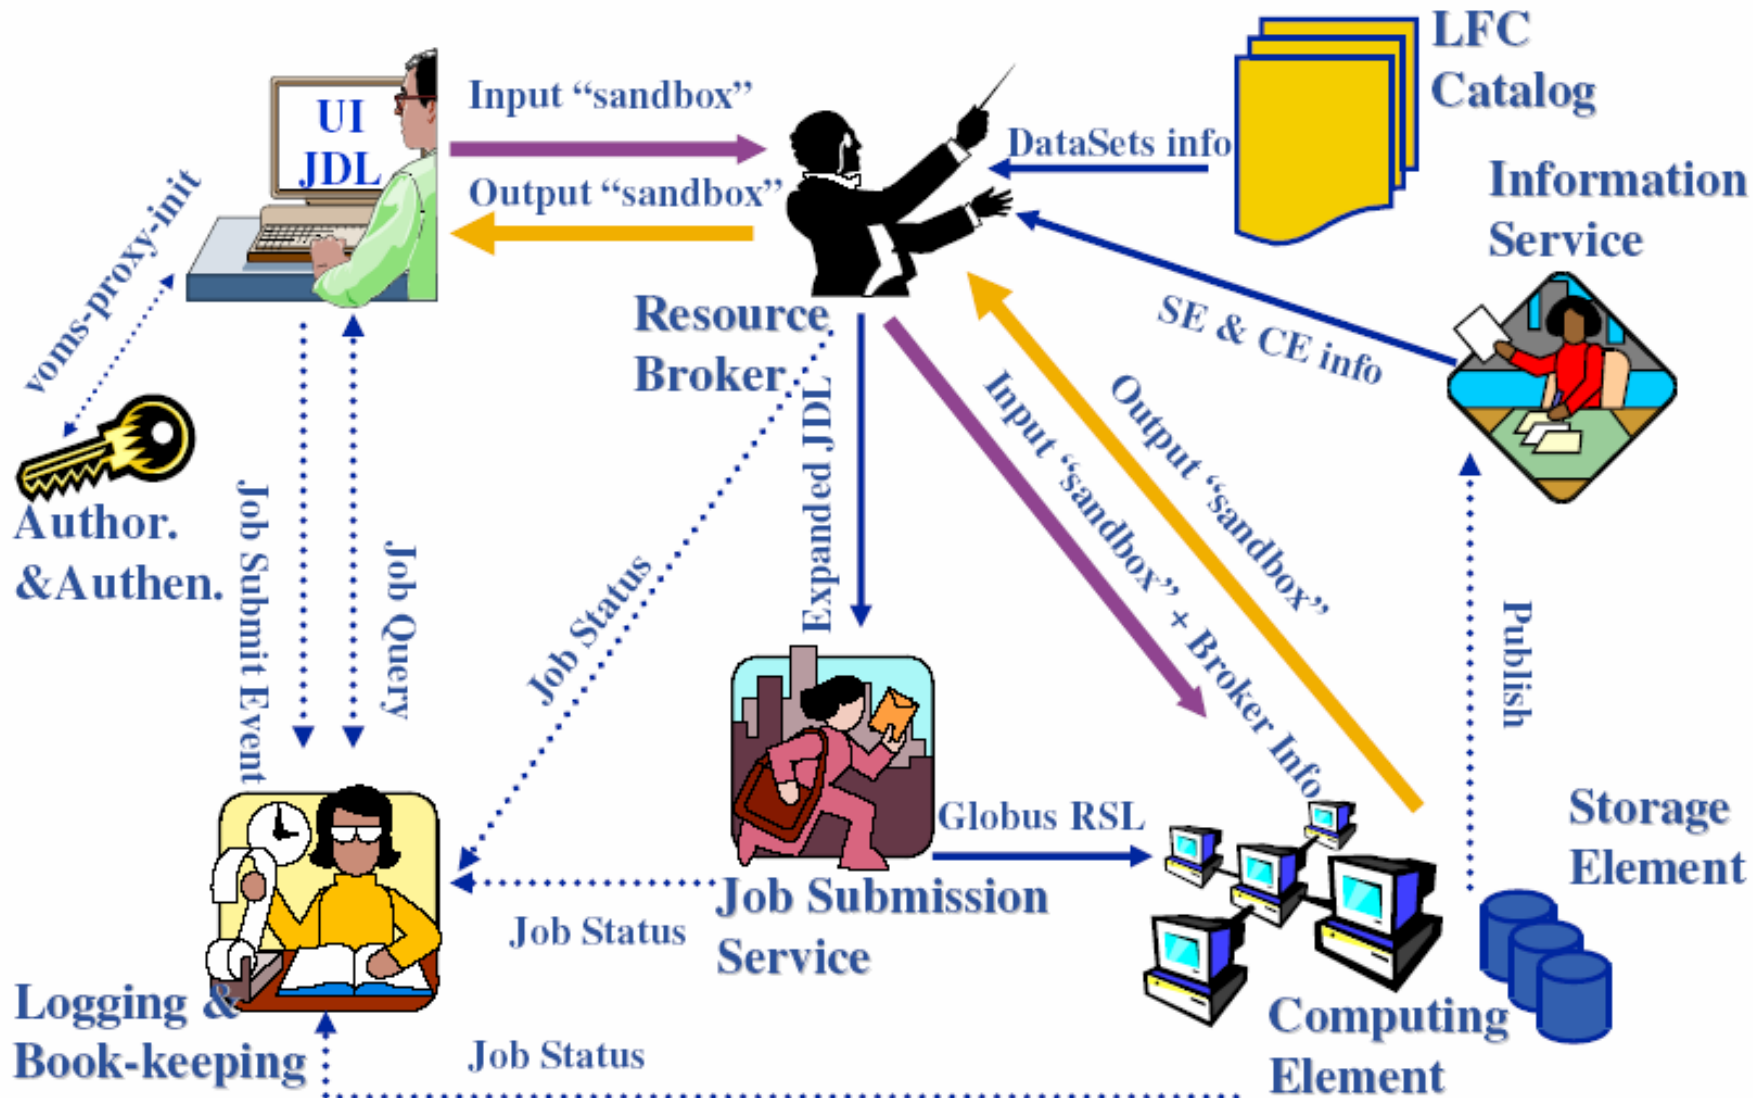 LFC
Catalog
UI
JDL
Input “sandbox”
DataSets info
Output “sandbox”
Information
Service
voms-proxy-init
Resource
Broker
SE & CE info
Author.
&Authen.
Job Submit Event
Job Query
Job Status
Expanded JDL
Input “sandbox” + Broker Info
Output “sandbox”
Publish
Globus RSL
Storage
Element
Job Submission
Service
Job Status
Logging &
Book-keeping
Job Status
Computing
Element